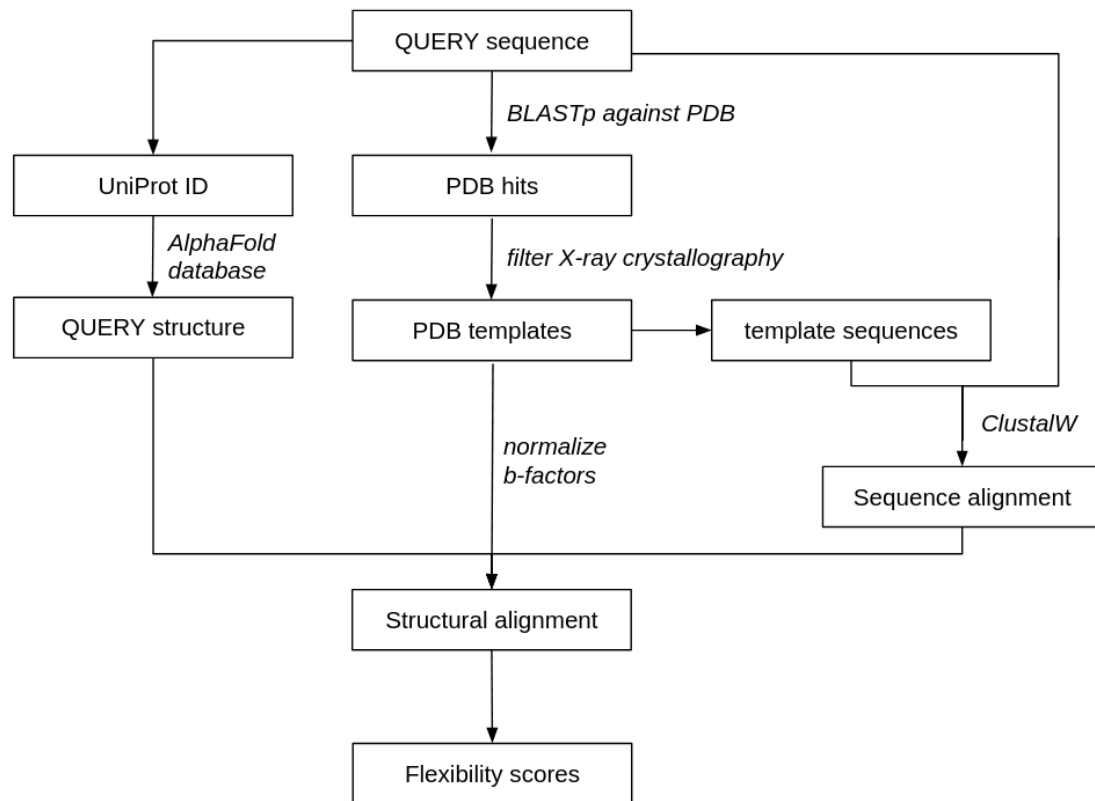 QUERY sequence
BLASTp against PDB
UniProt ID
PDB hits
AlphaFold
database
filter X-ray crystallography
QUERY structure
PDB templates
template sequences
ClustalW
normalize
b-factors
Sequence alignment
Structural alignment
Flexibility scores